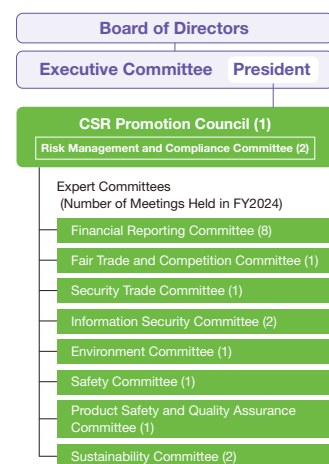 Board of Directors
Executive Committee President
CSR Promotion Council (1)
Risk Management and Compliance Committee (2)
Expert Committees
(Number of Meetings Held in FY2024)
Financial Reporting Committee (8)
Fair Trade and Competition Committee (1)
Security Trade Committee (1)
Information Security Committee (2)
Environment Committee (1)
Safety Committee (1)
Product Safety and Quality Assurance
Committee (1)
Sustainability Committee (2)